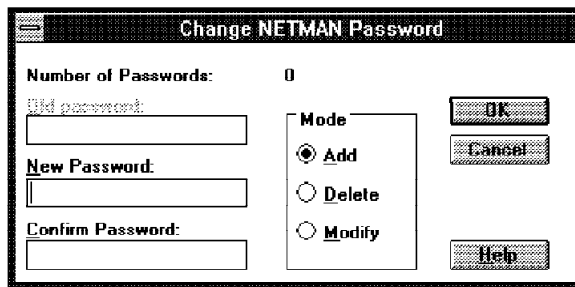 Change NETMAN Password
Number of Passwords: 0
Old password:
New Password:
Confirm Password:
Mode
Add
Delete
Modify
OK
Cancel
Help